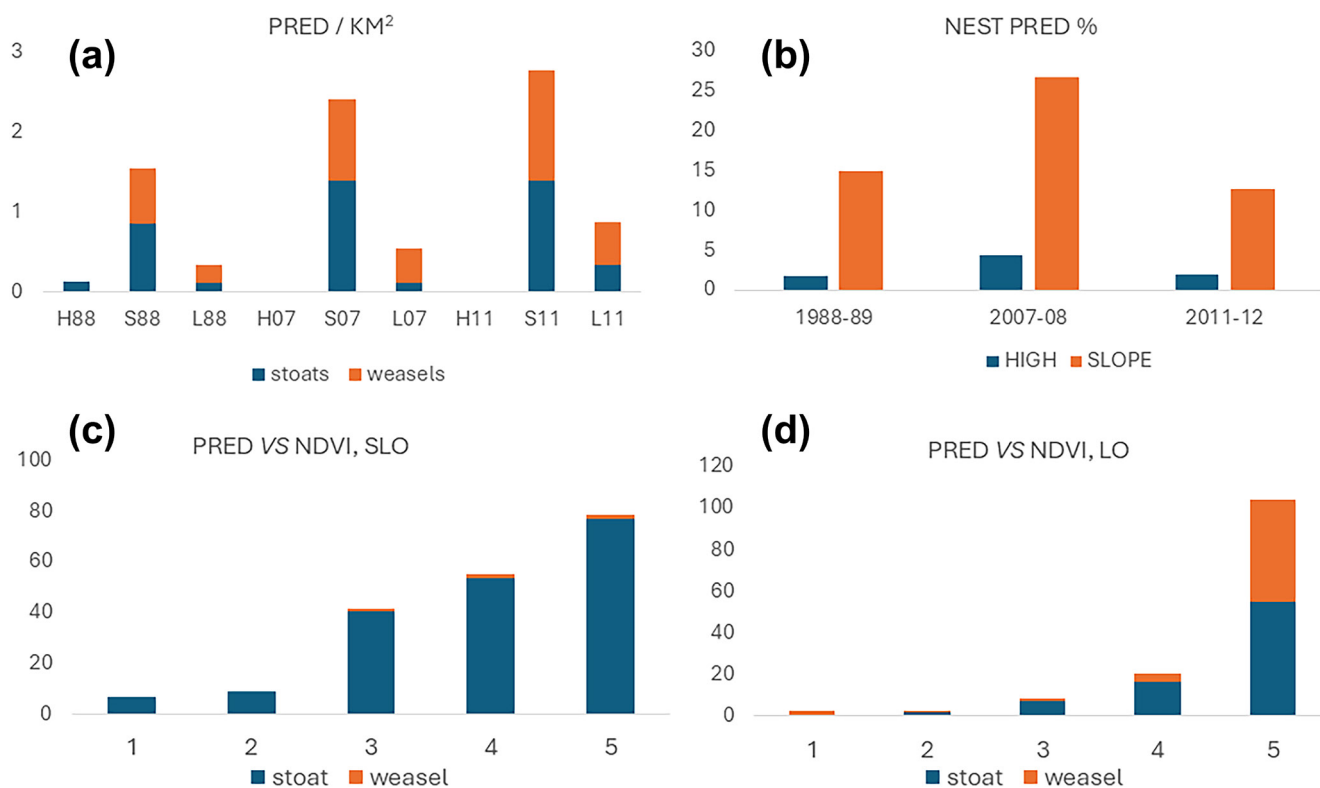 (a)
PRED / KM²
3
2
1
0
H88 S88 L88 H07 S07 L07 H11 S11 L11
stoats weasels
(b)
NEST PRED %
30
25
20
15
10
5
0
1988-89 2007-08 2011-12
HIGH SLOPE
(c)
PRED VS NDVI, SLO
100
80
60
40
20
0
1 2 3 4 5
stoat weasel
(d)
PRED VS NDVI, LO
120
100
80
60
40
20
0
1 2 3 4 5
stoat weasel